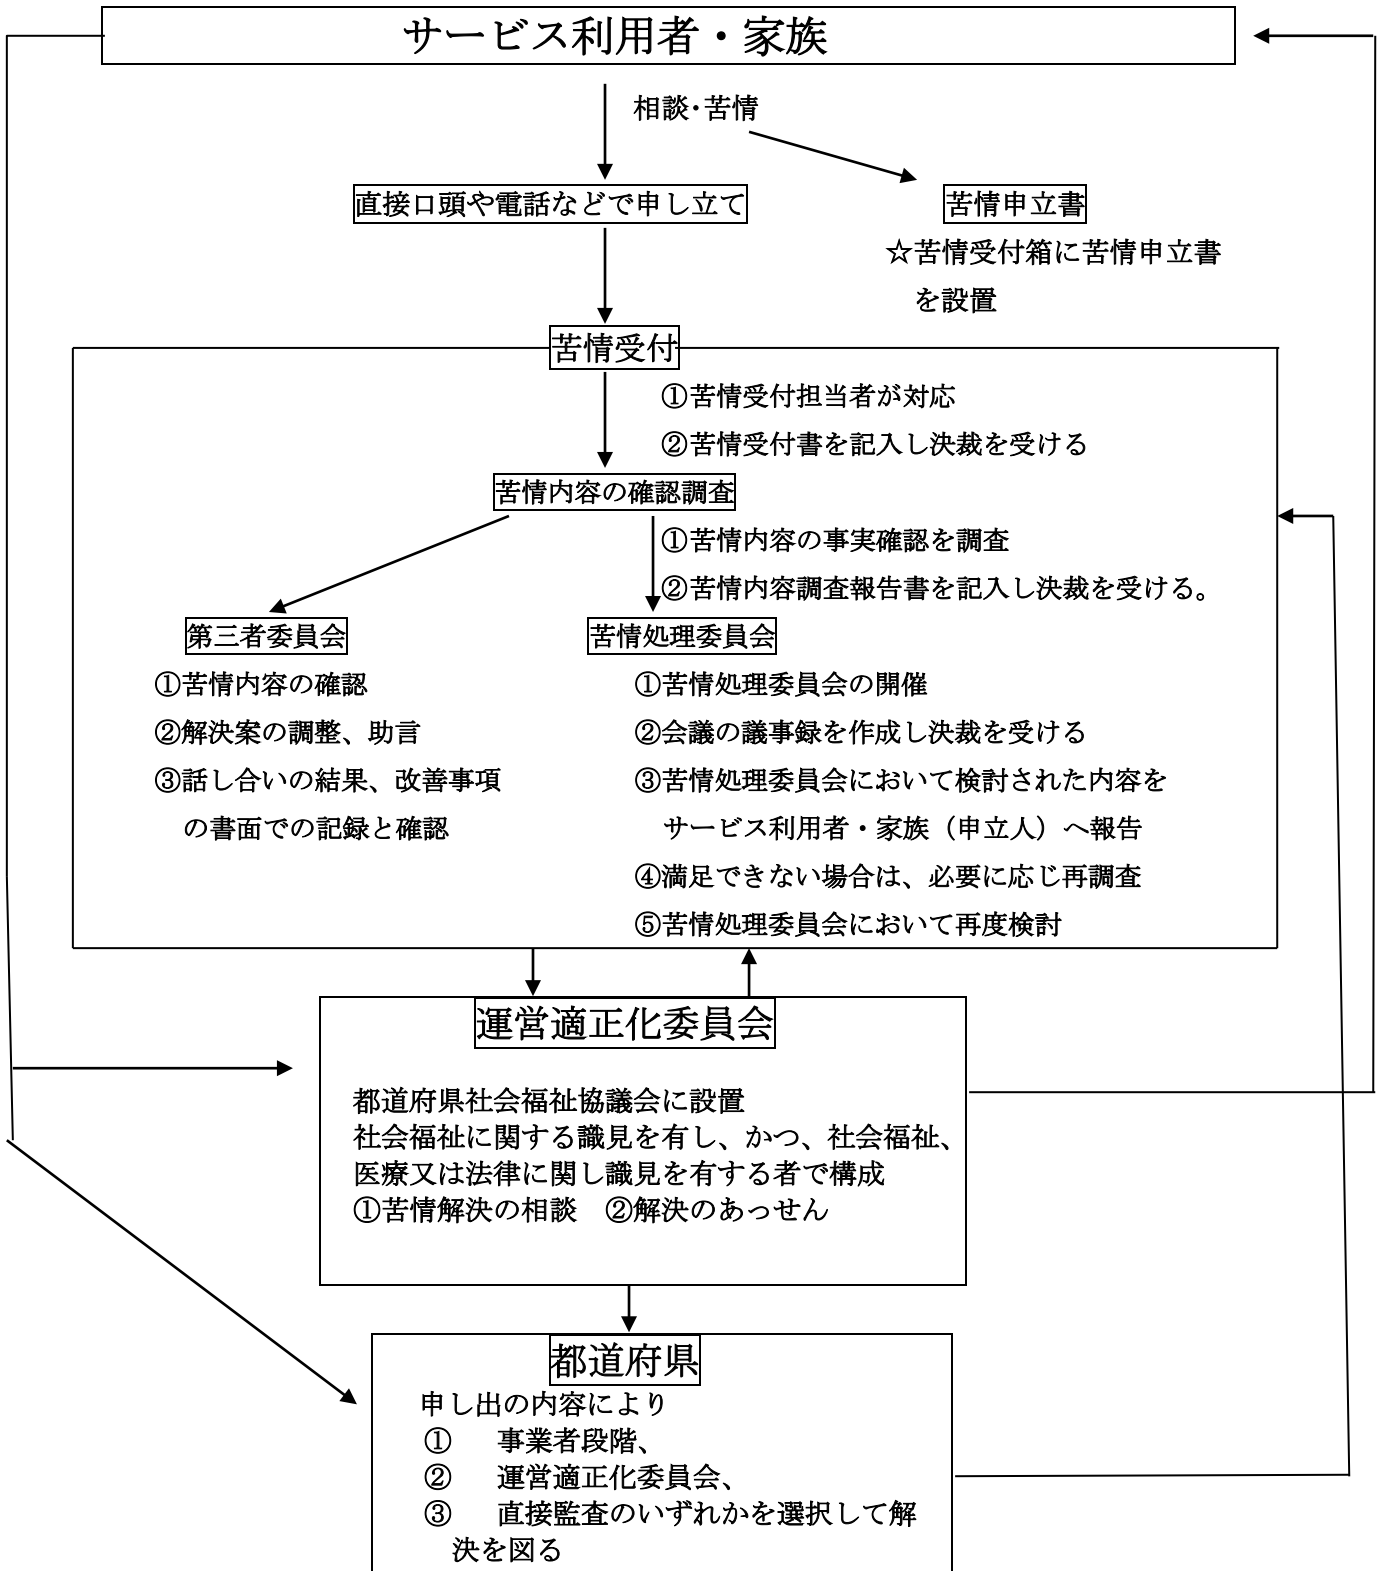 サービス利用者・家族
相談・苦情
直接口頭や電話などで申し立て
苦情申立書
☆苦情受付箱に苦情申立書
を設置
苦情受付
①苦情受付担当者が対応
②苦情受付書を記入し決裁を受ける
苦情内容の確認調査
①苦情内容の事実確認を調査
②苦情内容調査報告書を記入し決裁を受ける。
第三者委員会
①苦情内容の確認
②解決案の調整、助言
③話し合いの結果、改善事項
の書面での記録と確認
苦情処理委員会
①苦情処理委員会の開催
②会議の議事録を作成し決裁を受ける
③苦情処理委員会において検討された内容を
サービス利用者・家族（申立人）へ報告
④満足できない場合は、必要に応じ再調査
⑤苦情処理委員会において再度検討
運営適正化委員会
都道府県社会福祉協議会に設置
社会福祉に関する識見を有し、かつ、社会福祉、
医療又は法律に関し識見を有する者で構成
①苦情解決の相談　②解決のあっせん
都道府県
申し出の内容により
①　事業者段階、
②　運営適正化委員会、
③　直接監査のいずれかを選択して解
決を図る